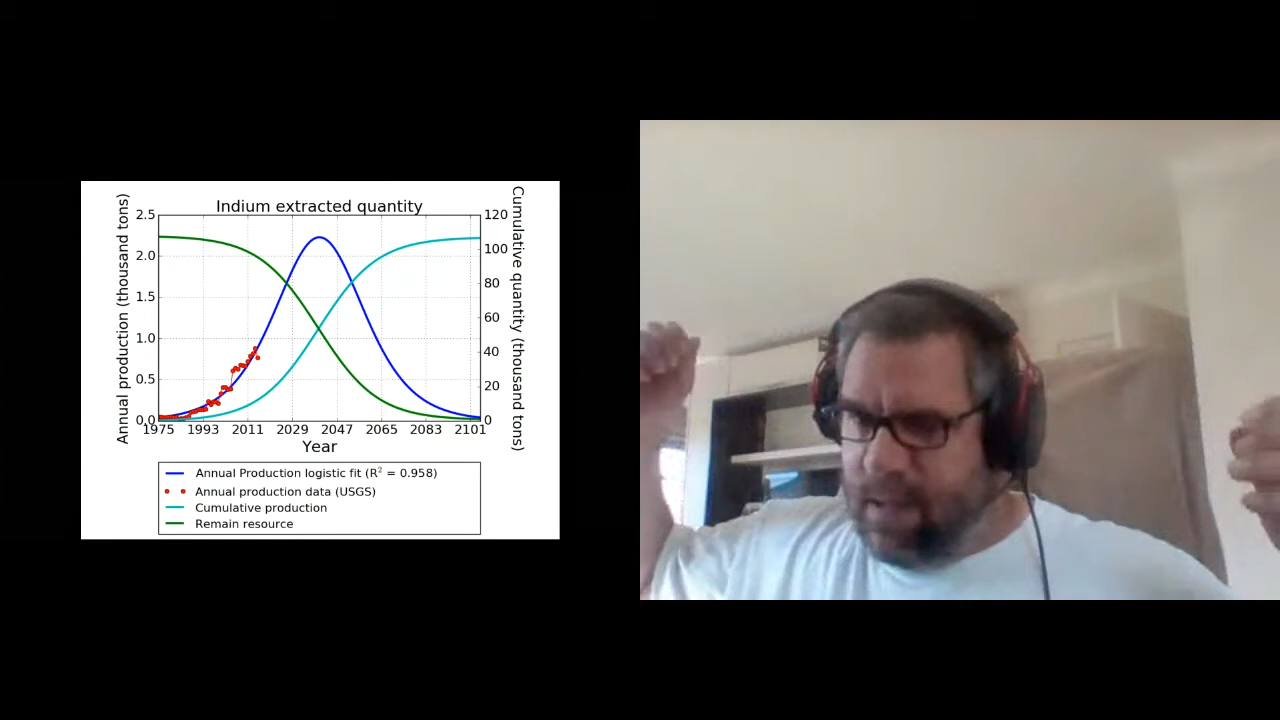 Indium extracted quantity
Annual production (thousand tons)
2.5
2.0
1.5
1.0
0.5
0.0
Cumulative quantity (thousand tons)
120
100
80
60
40
20
0
1975 1993 2011 2029 2047 2065 2083 2101
Year
Annual Production logistic fit (R² = 0.958)
Annual production data (USGS)
Cumulative production
Remain resource